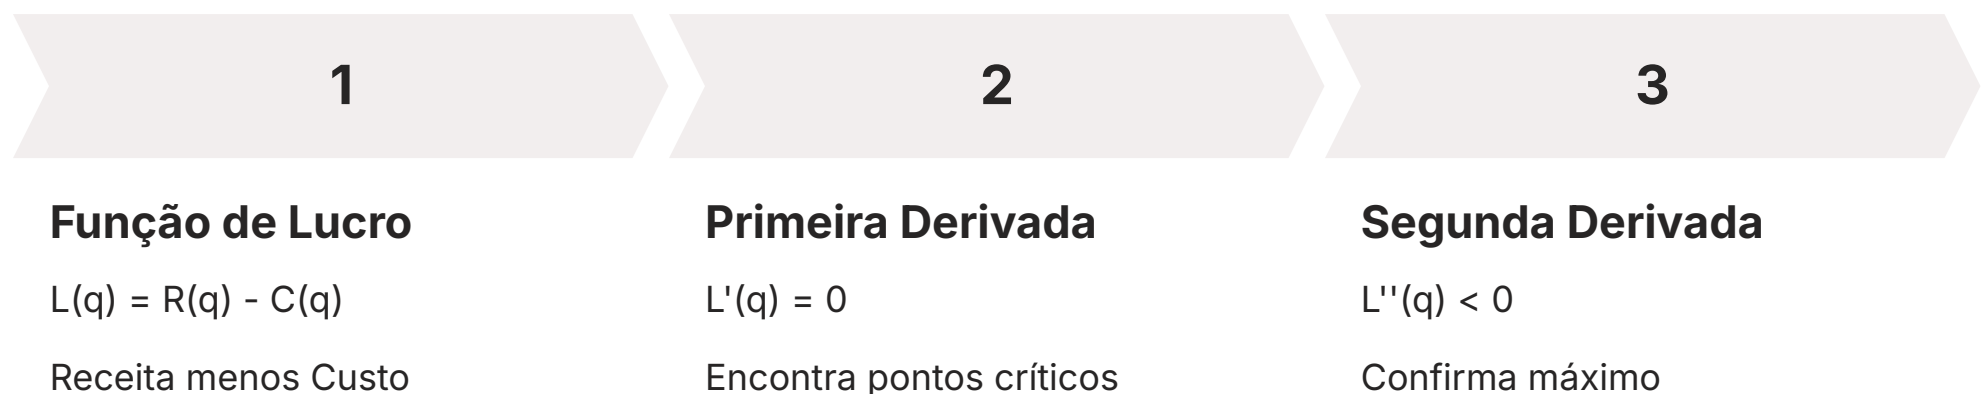 1
Função de Lucro
L(q) = R(q) - C(q)
Receita menos Custo
2
Primeira Derivada
L'(q) = 0
Encontra pontos críticos
3
Segunda Derivada
L''(q) < 0
Confirma máximo